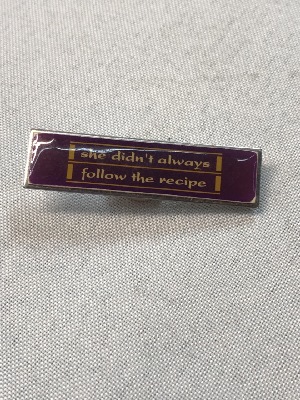 she didn't always
follow the recipe